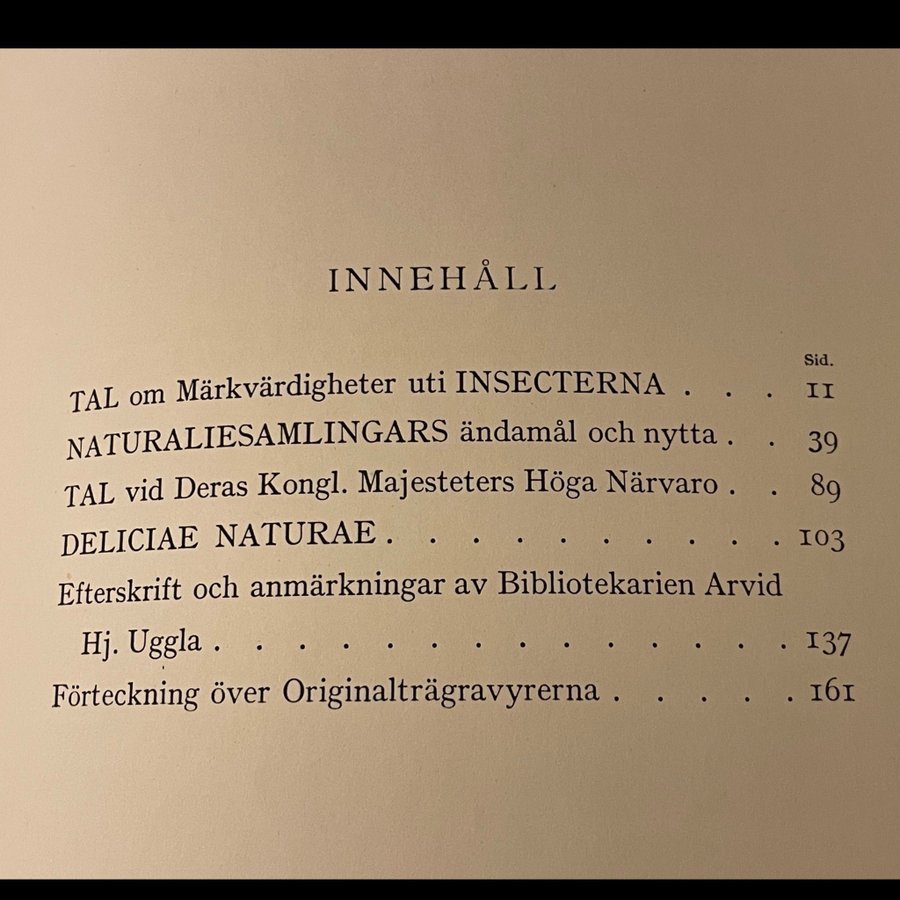 INNEHÅLL
Sid.
TAL om Märkvärdigheter uti INSECTERNA . . . 11
NATURALIESAMLINGARS ändamål och nytta . . 39
TAL vid Deras Kongl. Majesteters Höga Närvaro . . 89
DELICIAE NATURAE . . . . . . . . . . 103
Efterskrift och anmärkningar av Bibliotekarien Arvid
Hj. Uggla . . . . . . . . . . . . . . 137
Förteckning över Originalträgravyrerna . . . . . 161